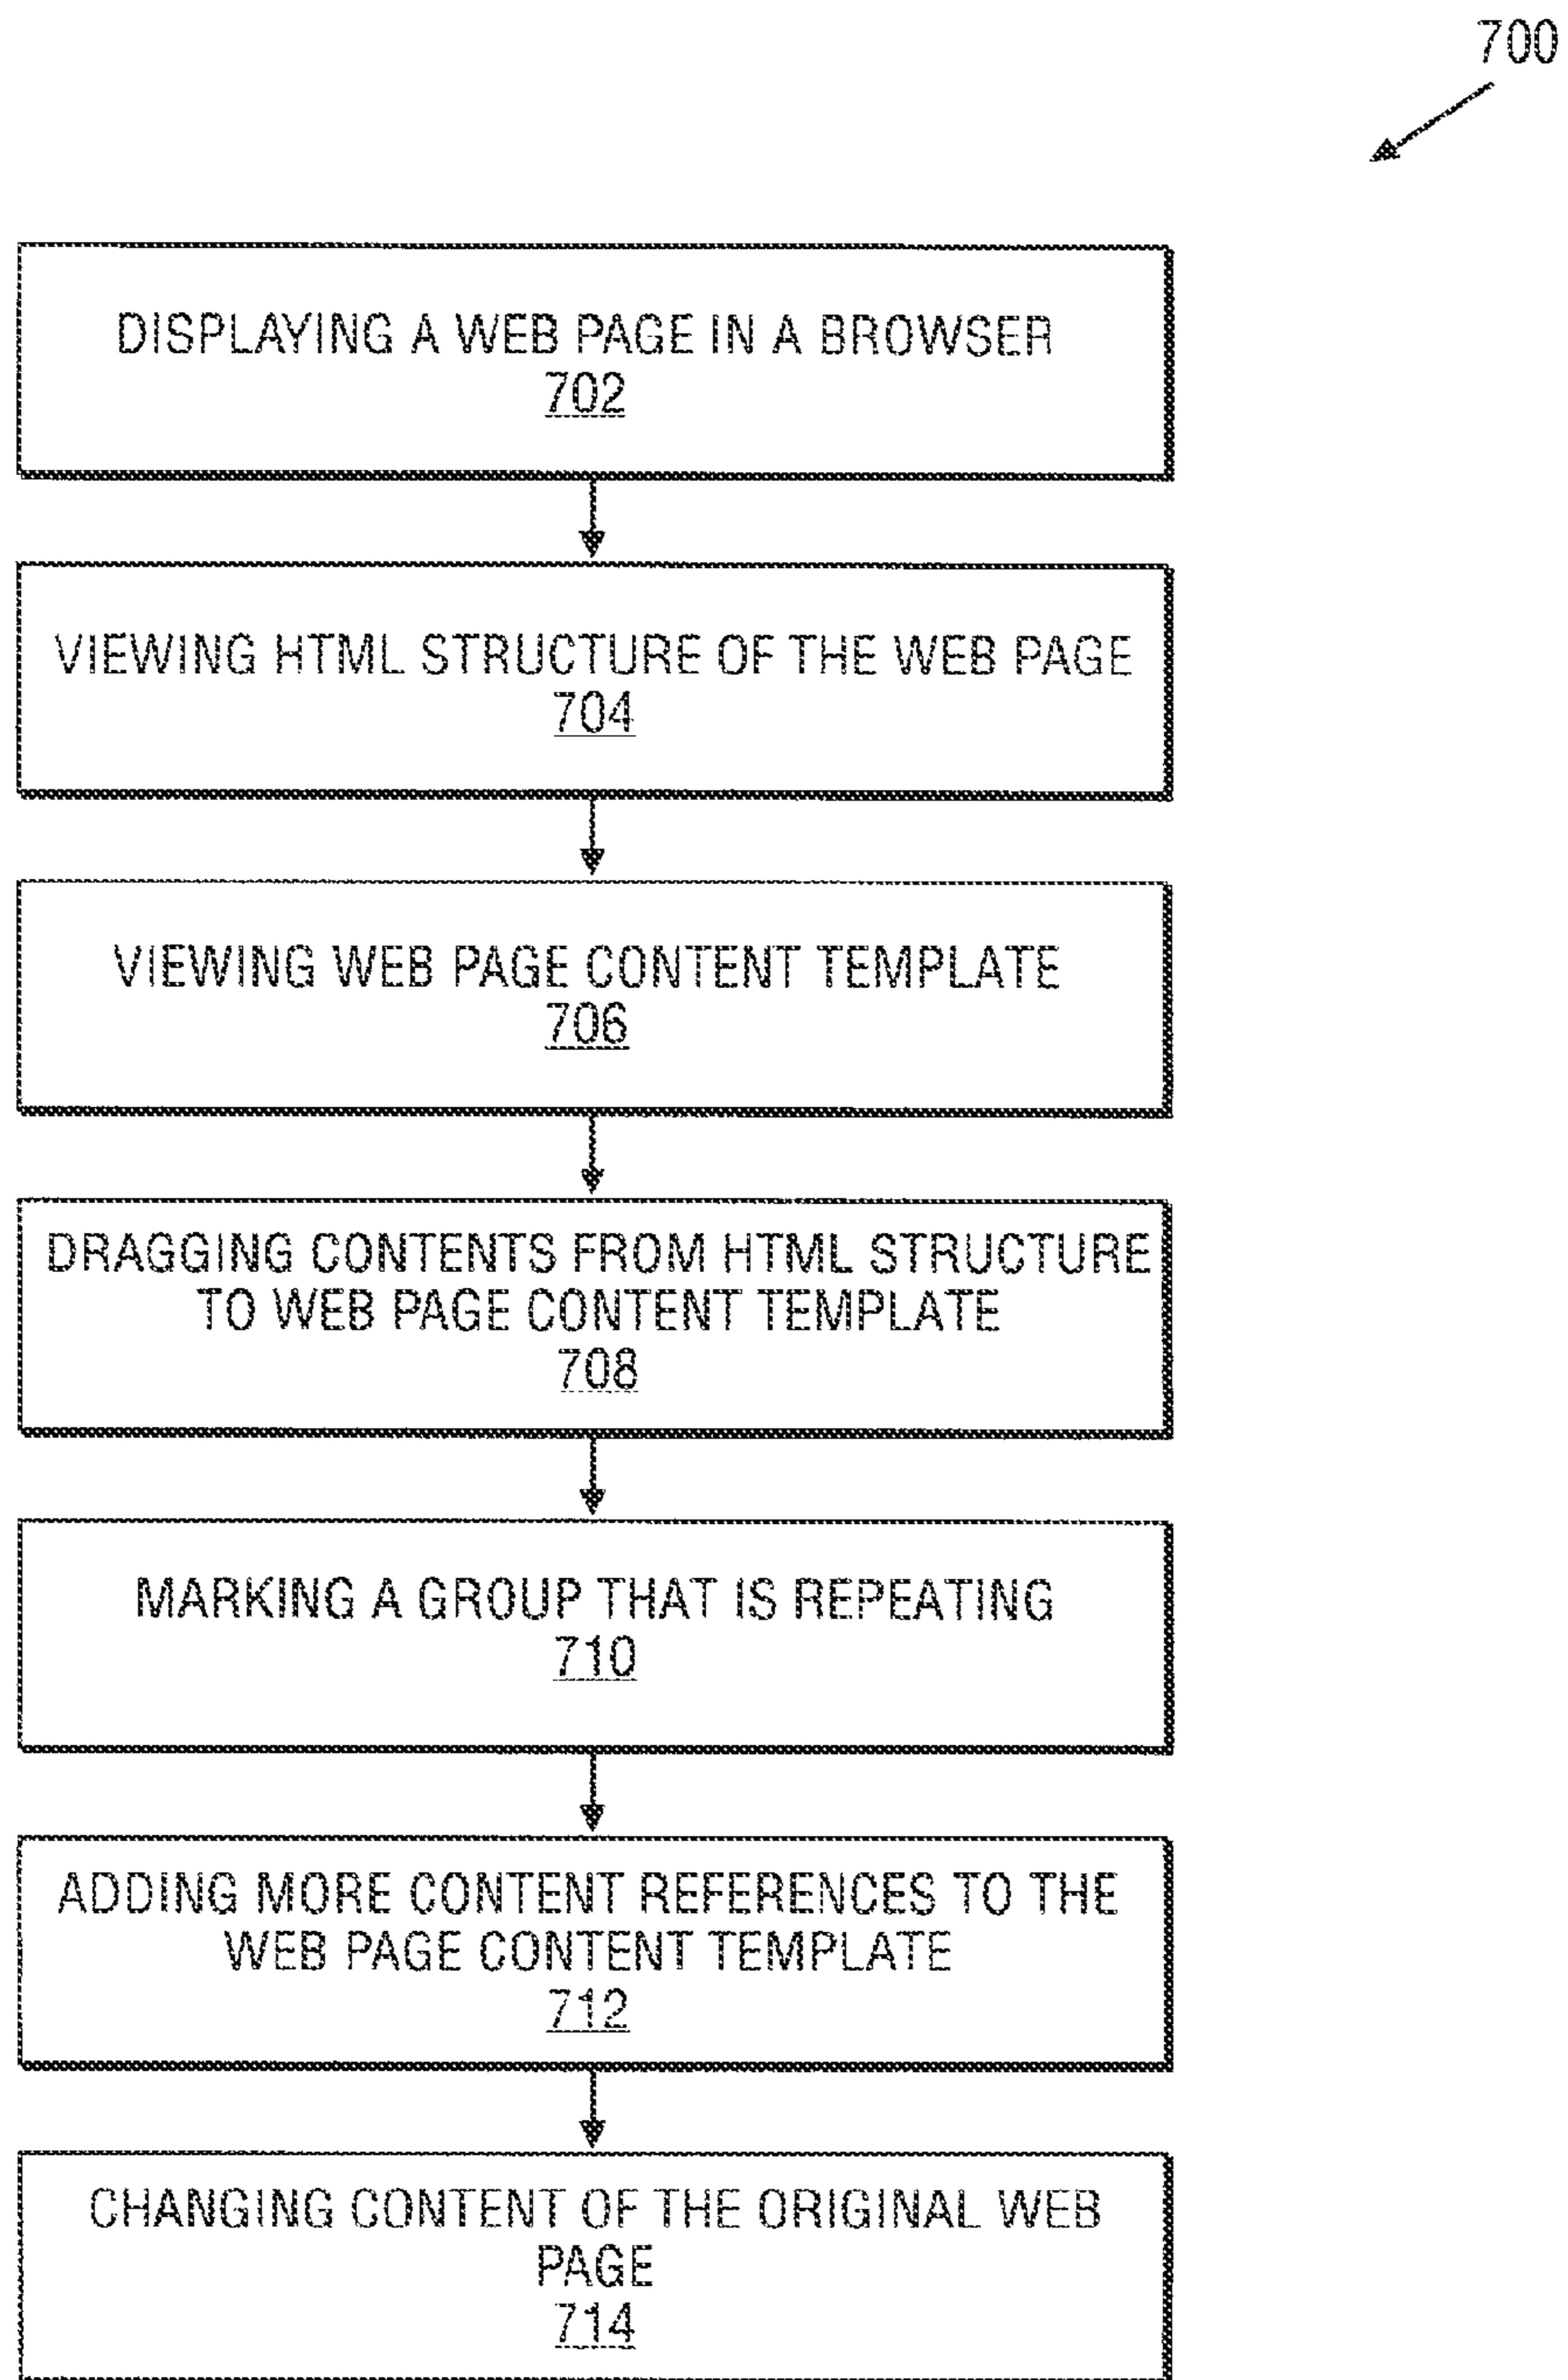 700
DISPLAYING A WEB PAGE IN A BROWSER
702
VIEWING HTML STRUCTURE OF THE WEB PAGE
704
VIEWING WEB PAGE CONTENT TEMPLATE
706
DRAGGING CONTENTS FROM HTML STRUCTURE
TO WEB PAGE CONTENT TEMPLATE
708
MARKING A GROUP THAT IS REPEATING
710
ADDING MORE CONTENT REFERENCES TO THE
WEB PAGE CONTENT TEMPLATE
712
CHANGING CONTENT OF THE ORIGINAL WEB
PAGE
714